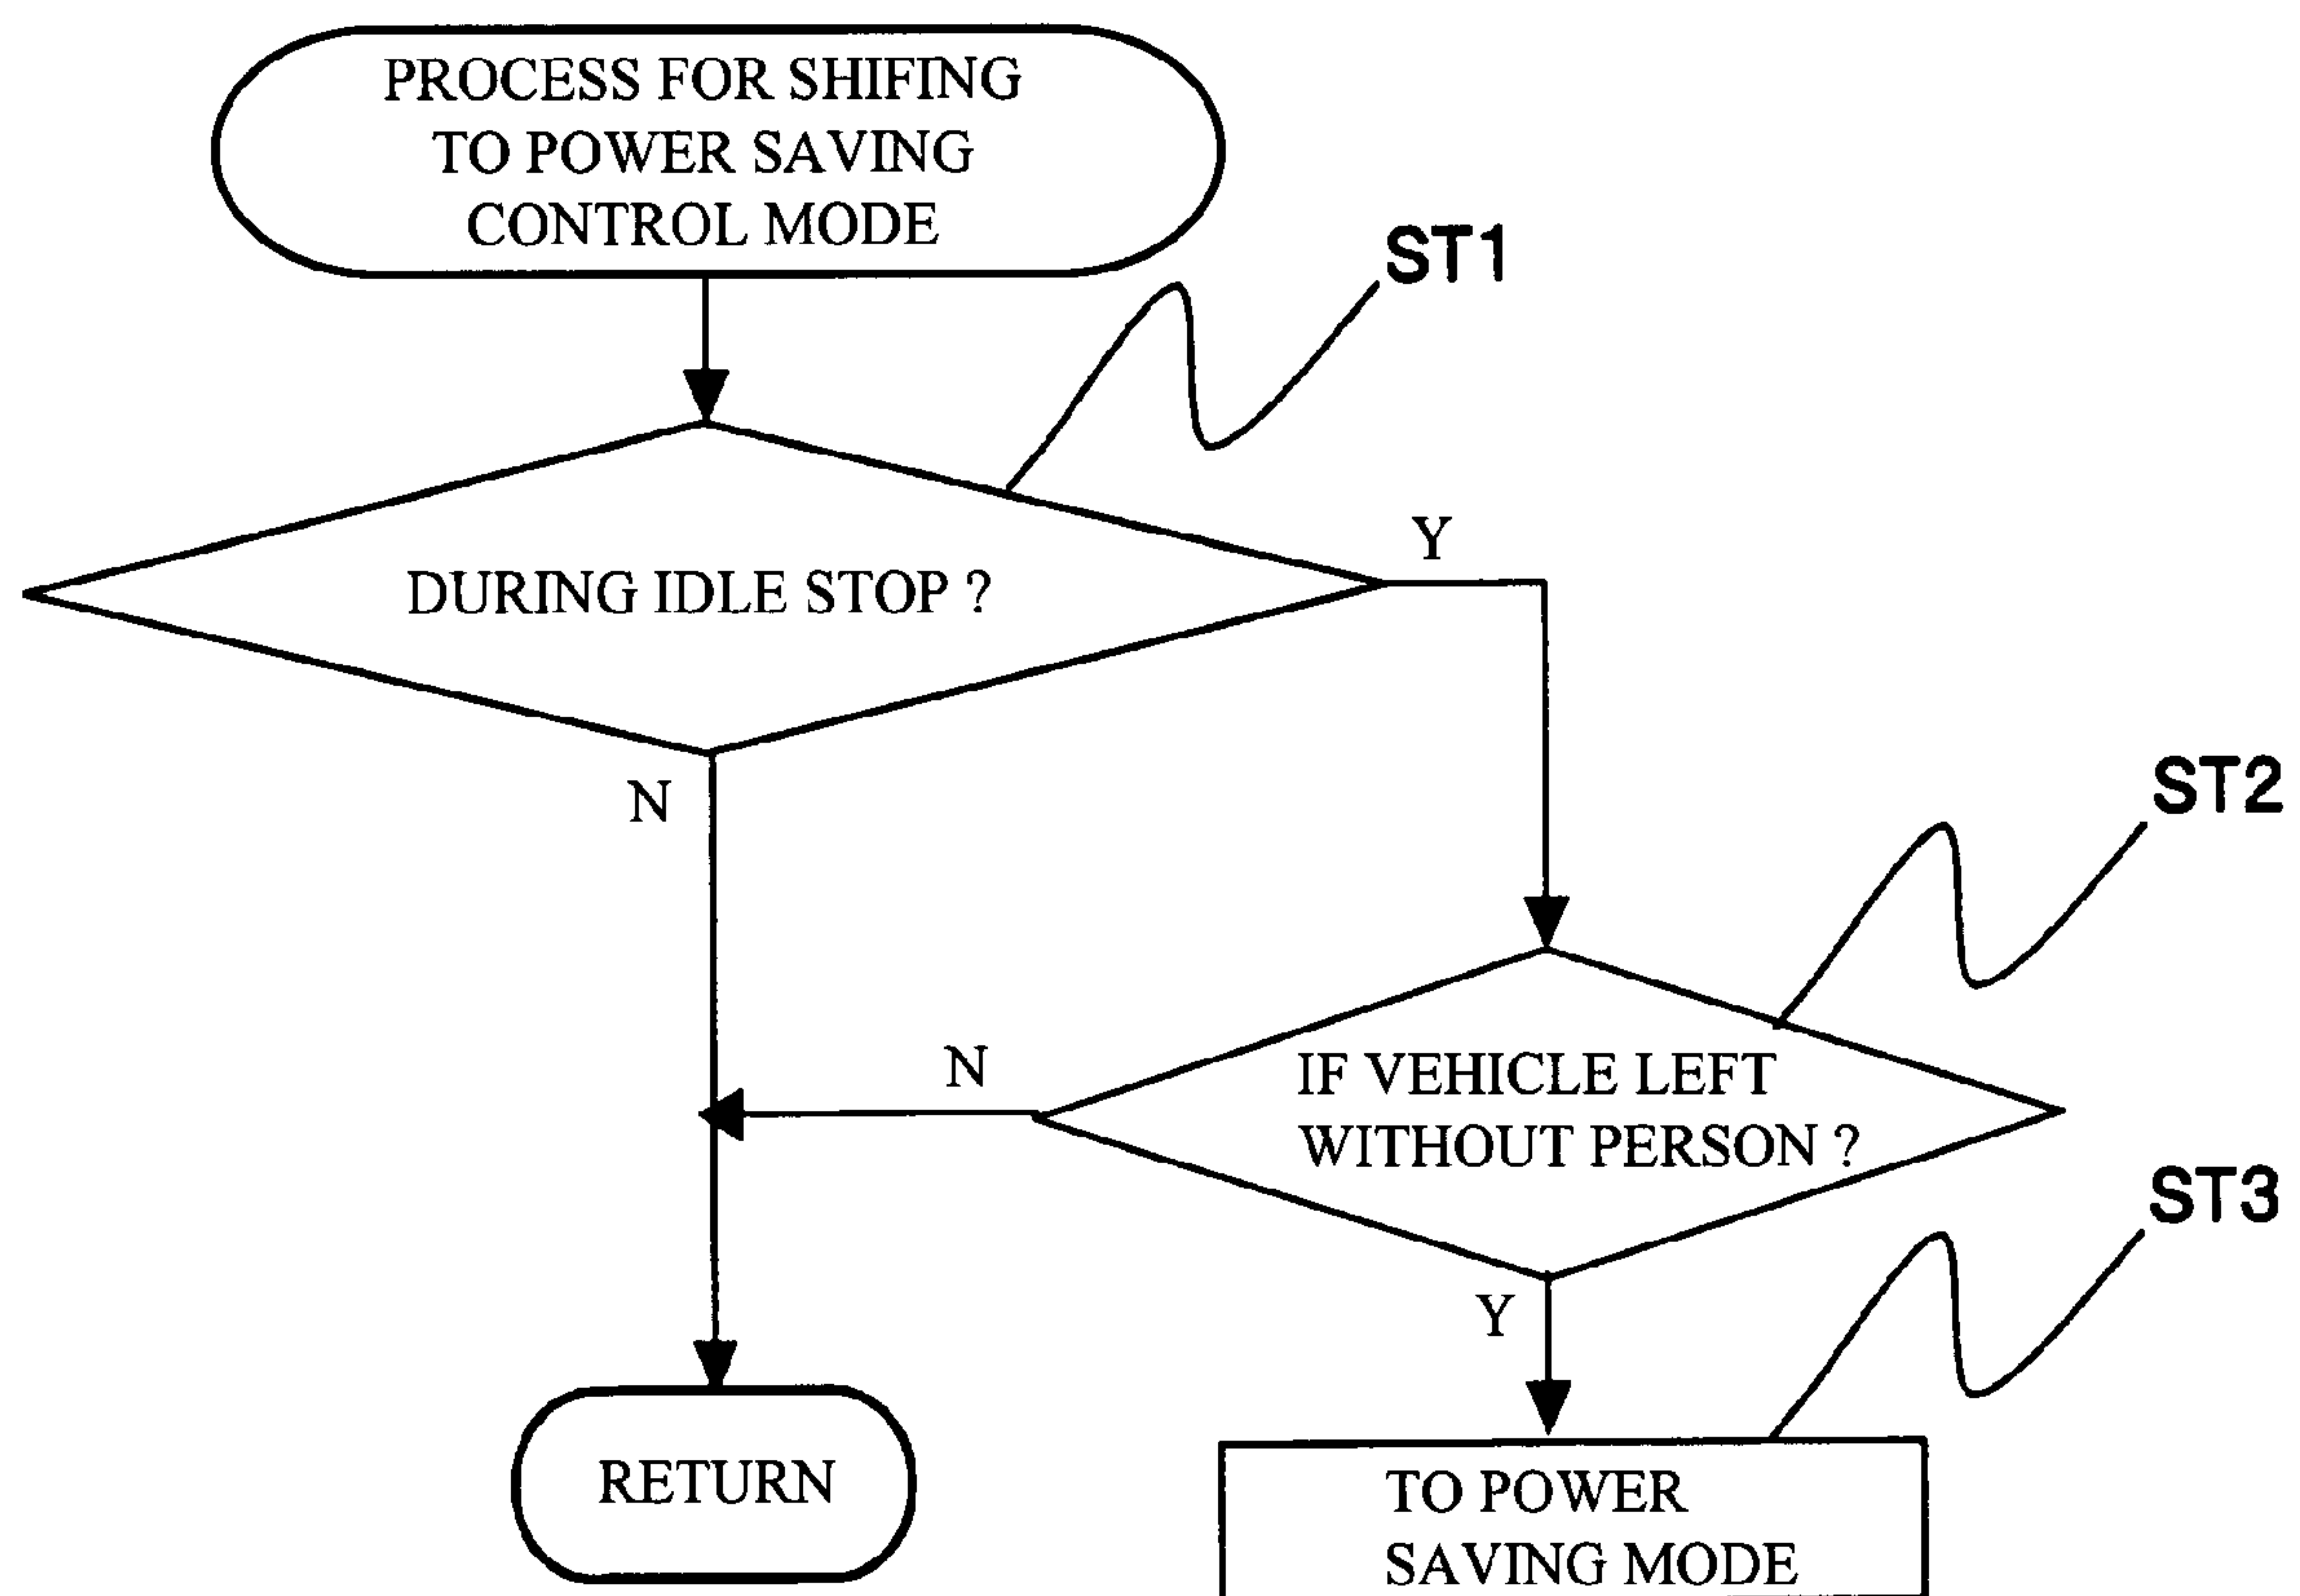 PROCESS FOR SHIFING
TO POWER SAVING
CONTROL MODE
ST1
DURING IDLE STOP ?
Y
N
ST2
IF VEHICLE LEFT
WITHOUT PERSON ?
N
ST3
Y
RETURN
TO POWER
SAVING MODE